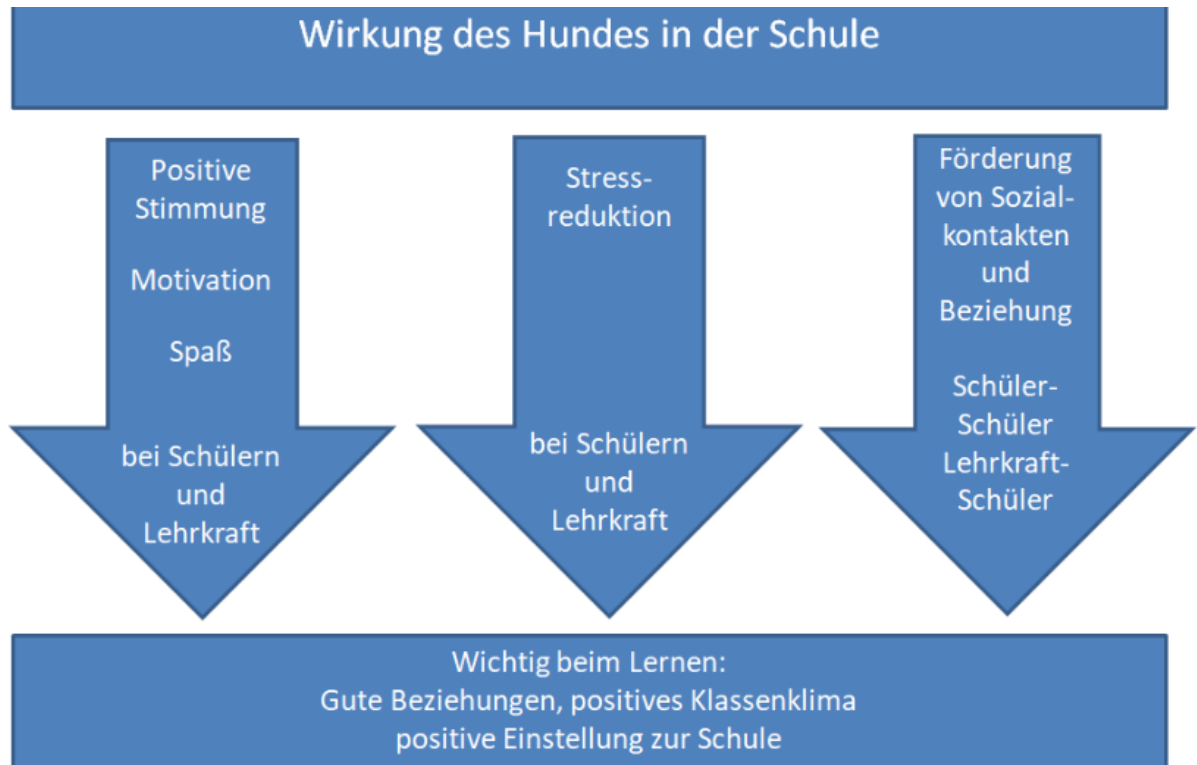 Wirkung des Hundes in der Schule
Positive
Stimmung
Motivation
Spaß
bei Schülern
und
Lehrkraft
Stress-
reduktion
bei Schülern
und
Lehrkraft
Förderung
von Sozial-
kontakten
und
Beziehung
Schüler-
Schüler
Lehrkraft-
Schüler
Wichtig beim Lernen:
Gute Beziehungen, positives Klassenklima
positive Einstellung zur Schule